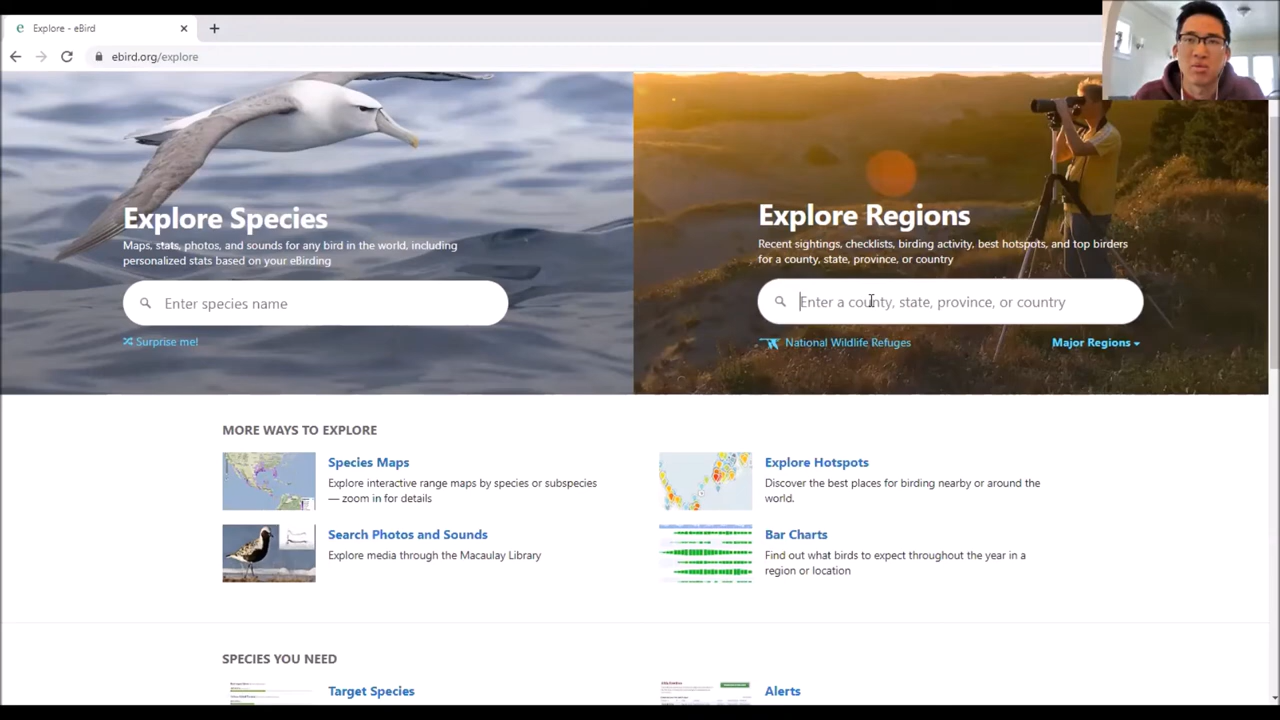 Explore - eBird
ebird.org/explore
Explore Species
Maps, stats, photos, and sounds for any bird in the world, including
personalized stats based on your eBirding
Enter species name
Surprise me!
Explore Regions
Recent sightings, checklists, birding activity, best hotspots, and top birders
for a county, state, province, or country
Enter a county, state, province, or country
National Wildlife Refuges
Major Regions
MORE WAYS TO EXPLORE
Species Maps
Explore interactive range maps by species or subspecies
— zoom in for details
Explore Hotspots
Discover the best places for birding nearby or around the
world.
Search Photos and Sounds
Explore media through the Macaulay Library
Bar Charts
Find out what birds to expect throughout the year in a
region or location
SPECIES YOU NEED
Target Species
Alerts